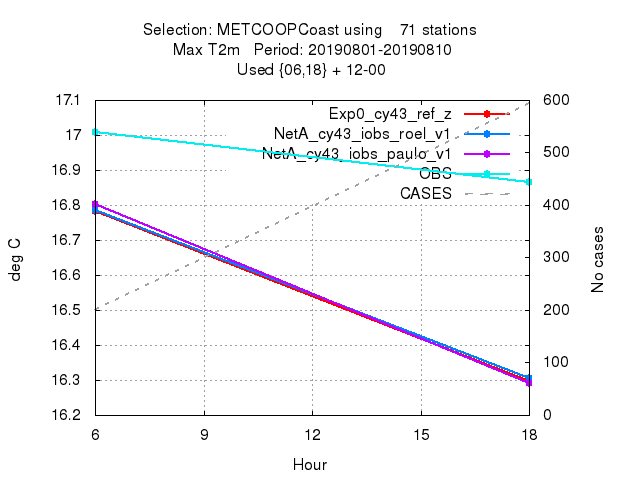 Selection: METCOOPCoast using 71 stations
Max T2m Period: 20190801-20190810
Used {06,18} + 12-00
17.1
17
16.9
16.8
16.7
16.6
16.5
16.4
16.3
16.2
deg C
600
500
400
300
200
100
0
No cases
Exp0_cy43_ref_z
NetA_cy43_iobs_roel_v1
NetA_cy43_iobs_paulo_v1
OBS
CASES
6
9
12
15
18
Hour